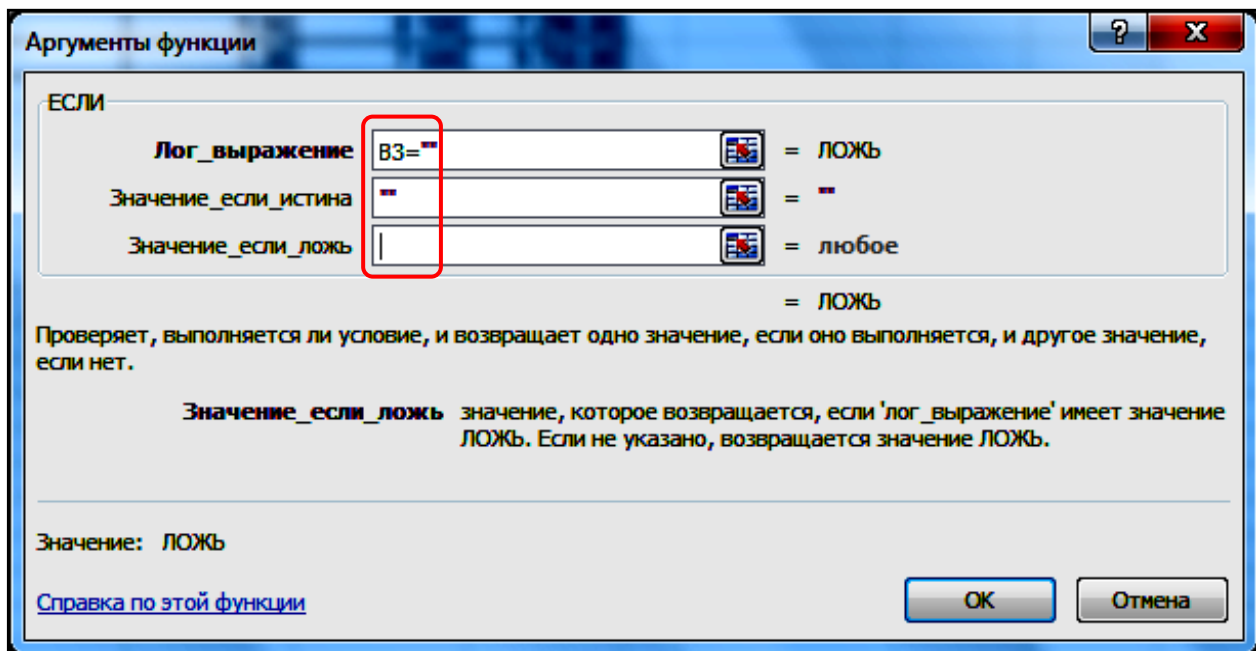 Аргументы функции
ЕСЛИ
Лог_выражение B3="" = ЛОЖЬ
Значение_если_истина "" = ""
Значение_если_ложь = любое
= ЛОЖЬ
Проверяет, выполняется ли условие, и возвращает одно значение, если оно выполняется, и другое значение,
если нет.
Значение_если_ложь значение, которое возвращается, если 'лог_выражение' имеет значение
ЛОЖЬ. Если не указано, возвращается значение ЛОЖЬ.
Значение: ЛОЖЬ
Справка по этой функции OK Отмена